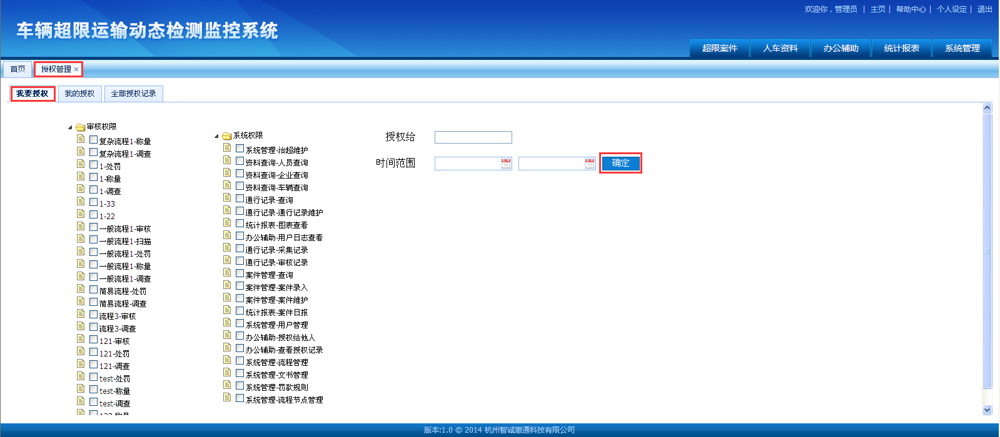 欢迎你，管理员 | 主页 | 帮助中心 | 个人设定 | 退出
车辆超限运输动态检测监控系统
超限案件 人车资料 办公辅助 统计报表 系统管理
首页 授权管理 ×
我要授权 我的授权 全部授权记录
审核权限
复杂流程1-称量
复杂流程1-调查
1-处罚
1-称量
1-调查
1-33
1-22
一般流程1-审核
一般流程1-扫描
一般流程1-处罚
一般流程1-称量
一般流程1-调查
简易流程-处罚
简易流程-调查
流程3-审核
流程3-调查
121-审核
121-处罚
121-调查
test-处罚
test-称量
test-调查
系统权限
系统管理-治超维护
资料查询-人员查询
资料查询-企业查询
资料查询-车辆查询
通行记录-查询
通行记录-通行记录维护
统计报表-图表查看
办公辅助-用户日志查看
通行记录-采集记录
通行记录-审核记录
案件管理-查询
案件管理-案件录入
案件管理-案件维护
统计报表-案件日报
系统管理-用户管理
办公辅助-授权给他人
办公辅助-查看授权记录
系统管理-流程管理
系统管理-文书管理
系统管理-罚款规则
系统管理-流程节点管理
授权给
时间范围 确定
版本:1.0 © 2014 杭州智诚惠通科技有限公司